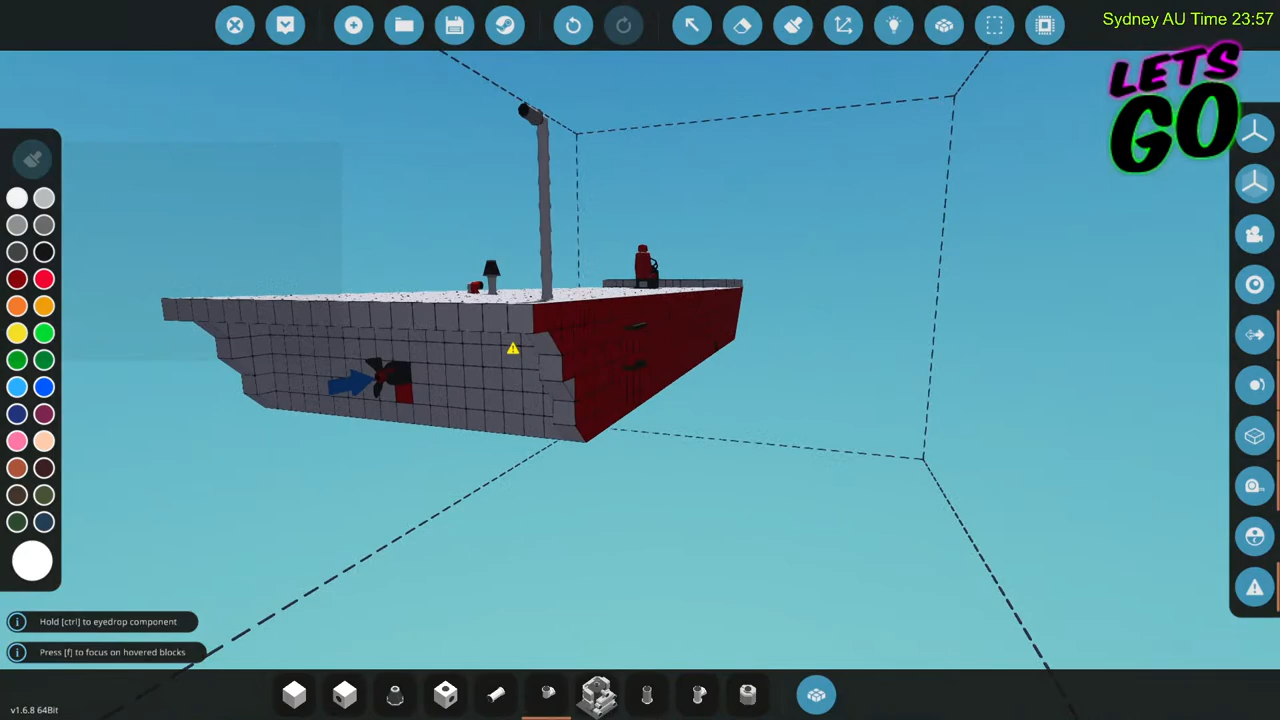 Sydney AU Time 23:57
LETS
GO
Hold [ctrl] to eyedrop component
Press [f] to focus on hovered blocks
v1.6.8 64Bit